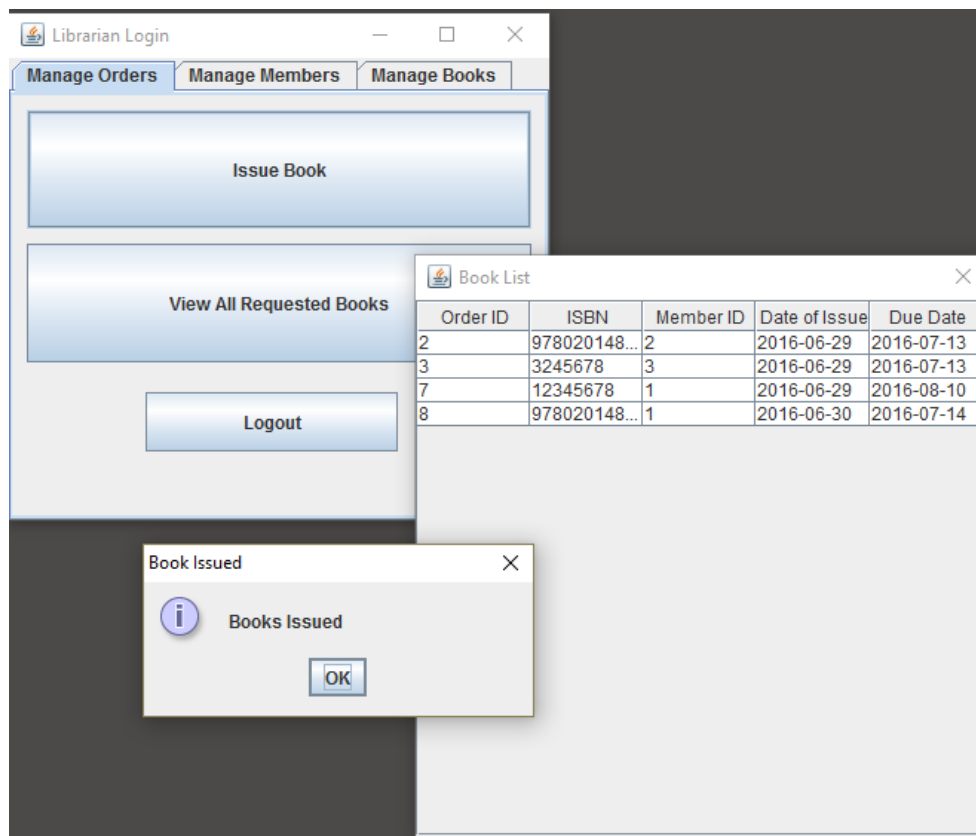 Librarian Login
Manage Orders Manage Members Manage Books
Issue Book
View All Requested Books
Logout
Book List
Order ID ISBN Member ID Date of Issue Due Date
2 978020148... 2 2016-06-29 2016-07-13
3 3245678 3 2016-06-29 2016-07-13
7 12345678 1 2016-06-29 2016-08-10
8 978020148... 1 2016-06-30 2016-07-14
Book Issued
Books Issued
OK